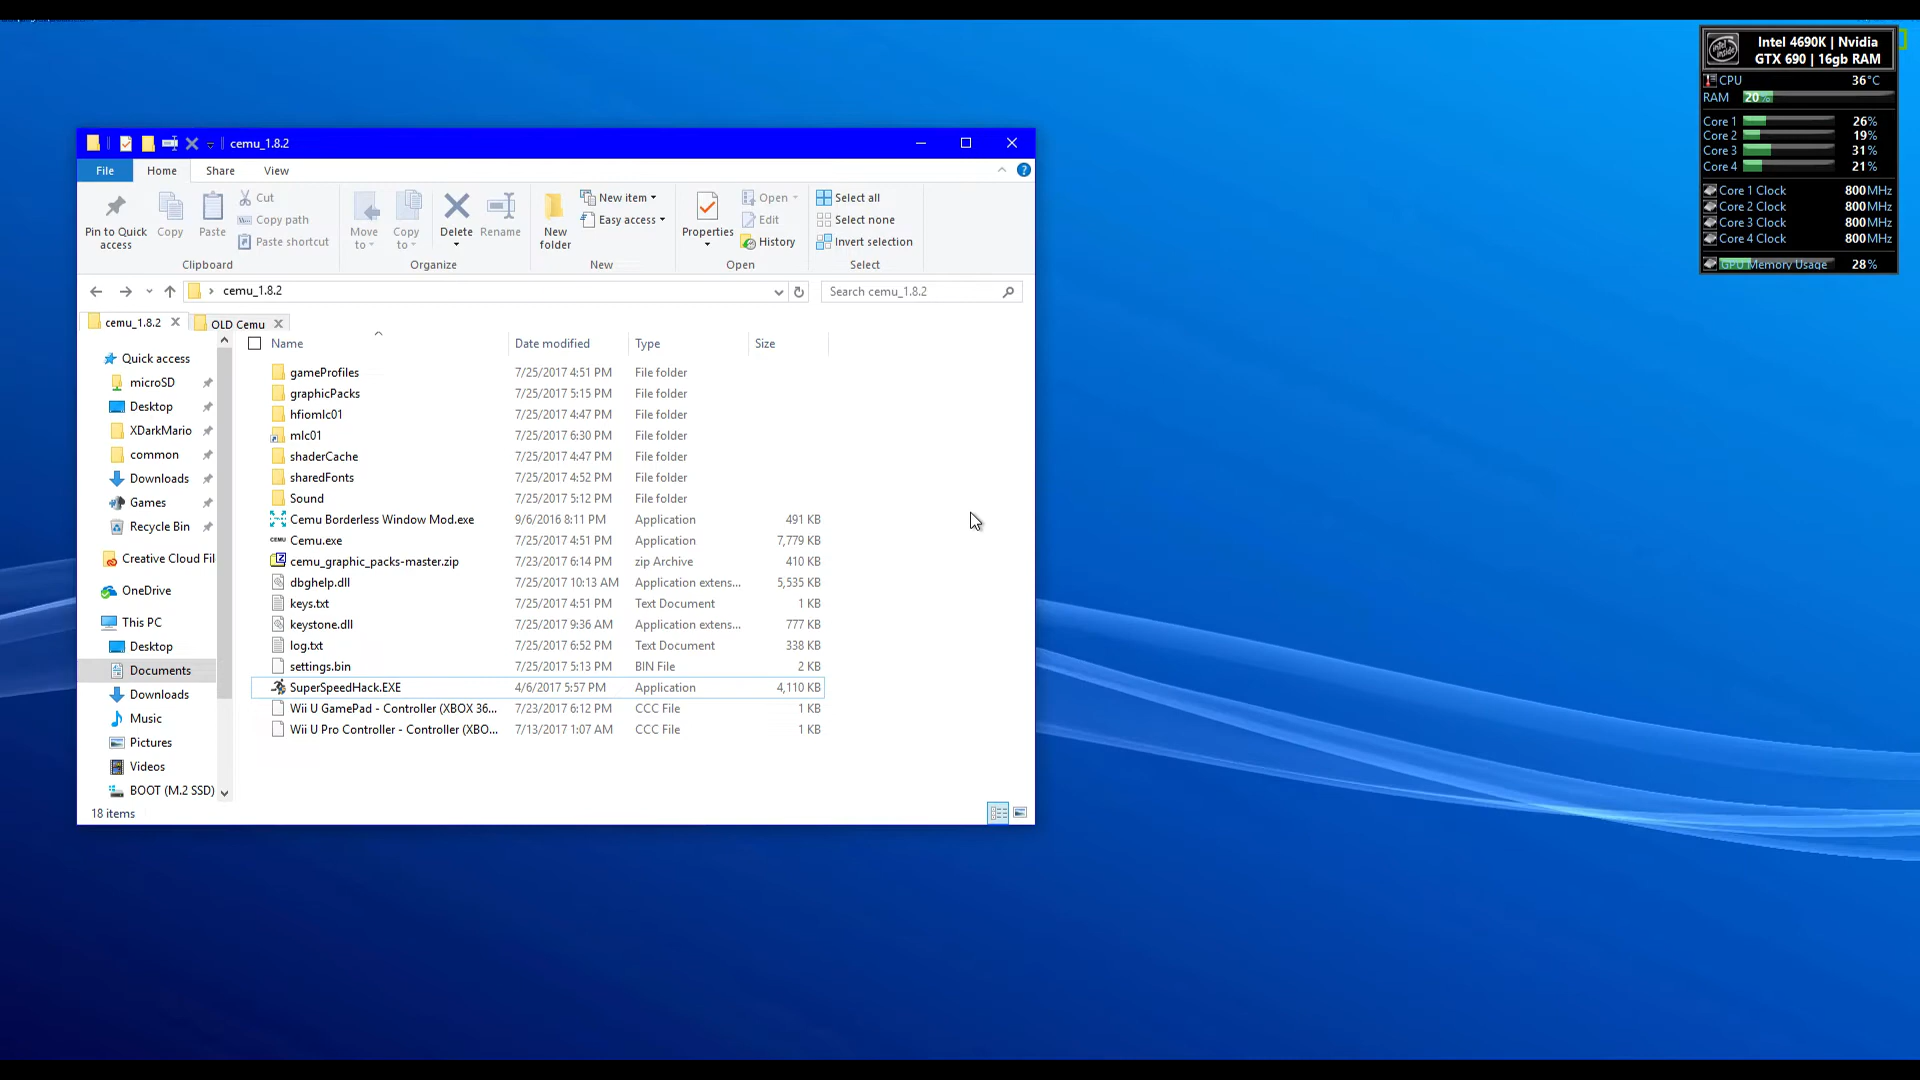 cemu_1.8.2
File Home Share View
Pin to Quick access
Copy
Paste
Cut
Copy path
Paste shortcut
Clipboard
Move to
Copy to
Delete
Rename
Organize
New folder
New item
Easy access
New
Properties
Open
Edit
History
Open
Select all
Select none
Invert selection
Select
cemu_1.8.2
Search cemu_1.8.2
cemu_1.8.2
OLD Cemu
Quick access
microSD
Desktop
XDarkMario
common
Downloads
Games
Recycle Bin
Creative Cloud Fil
OneDrive
This PC
Desktop
Documents
Downloads
Music
Pictures
Videos
BOOT (M.2 SSD)
Name Date modified Type Size
gameProfiles 7/25/2017 4:51 PM File folder
graphicPacks 7/25/2017 5:15 PM File folder
hfiomlc01 7/25/2017 4:47 PM File folder
mlc01 7/25/2017 6:30 PM File folder
shaderCache 7/25/2017 4:47 PM File folder
sharedFonts 7/25/2017 4:52 PM File folder
Sound 7/25/2017 5:12 PM File folder
Cemu Borderless Window Mod.exe 9/6/2016 8:11 PM Application 491 KB
Cemu.exe 7/25/2017 4:51 PM Application 7,779 KB
cemu_graphic_packs-master.zip 7/23/2017 6:14 PM zip Archive 410 KB
dbghelp.dll 7/25/2017 10:13 AM Application extens... 5,535 KB
keys.txt 7/25/2017 4:51 PM Text Document 1 KB
keystone.dll 7/25/2017 9:36 AM Application extens... 777 KB
log.txt 7/25/2017 6:52 PM Text Document 338 KB
settings.bin 7/25/2017 5:13 PM BIN File 2 KB
SuperSpeedHack.EXE 4/6/2017 5:57 PM Application 4,110 KB
Wii U GamePad - Controller (XBOX 36... 7/23/2017 6:12 PM CCC File 1 KB
Wii U Pro Controller - Controller (XBO... 7/13/2017 1:07 AM CCC File 1 KB
18 items
Intel 4690K | Nvidia
GTX 690 | 16gb RAM
CPU 36°C
RAM 20%
Core 1 26%
Core 2 19%
Core 3 31%
Core 4 21%
Core 1 Clock 800MHz
Core 2 Clock 800MHz
Core 3 Clock 800MHz
Core 4 Clock 800MHz
GPU Memory Usage 28%